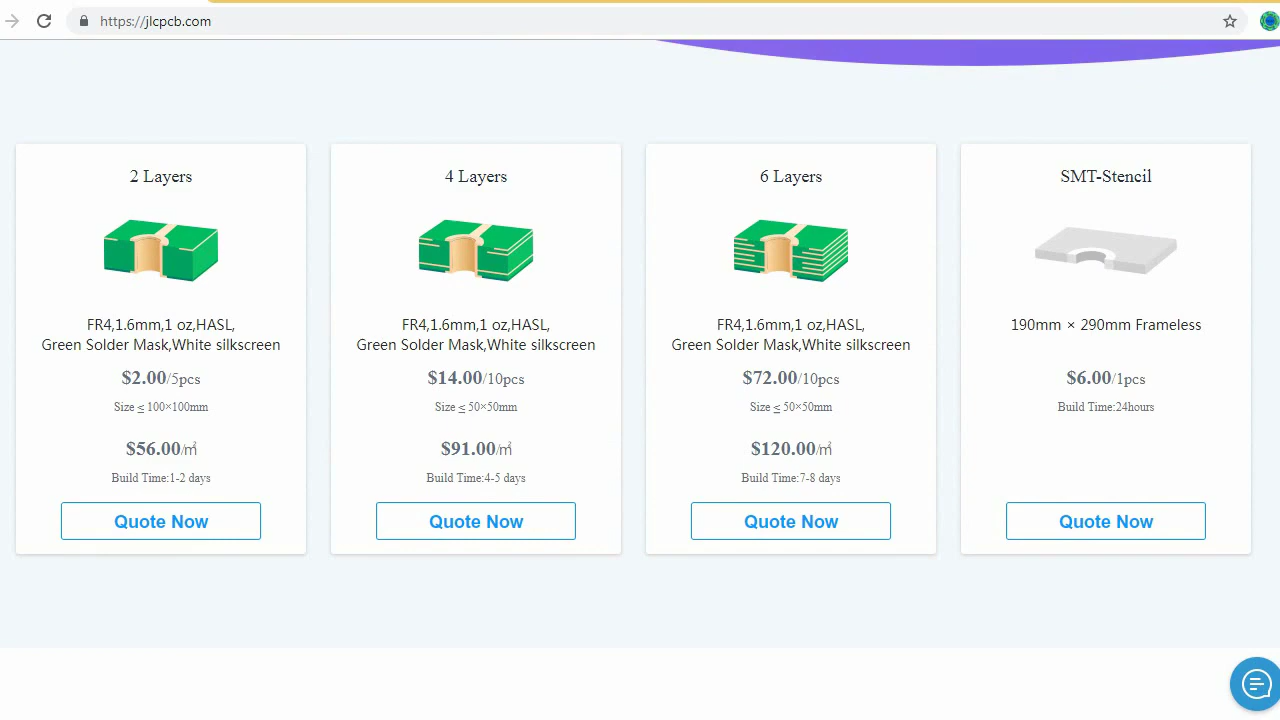 https://jlcpcb.com
2 Layers
FR4,1.6mm,1 oz,HASL,
Green Solder Mask,White silkscreen
$2.00/5pcs
Size ≤ 100×100mm
$56.00/㎡
Build Time:1-2 days
Quote Now
4 Layers
FR4,1.6mm,1 oz,HASL,
Green Solder Mask,White silkscreen
$14.00/10pcs
Size ≤ 50×50mm
$91.00/㎡
Build Time:4-5 days
Quote Now
6 Layers
FR4,1.6mm,1 oz,HASL,
Green Solder Mask,White silkscreen
$72.00/10pcs
Size ≤ 50×50mm
$120.00/㎡
Build Time:7-8 days
Quote Now
SMT-Stencil
190mm × 290mm Frameless
$6.00/1pcs
Build Time:24hours
Quote Now